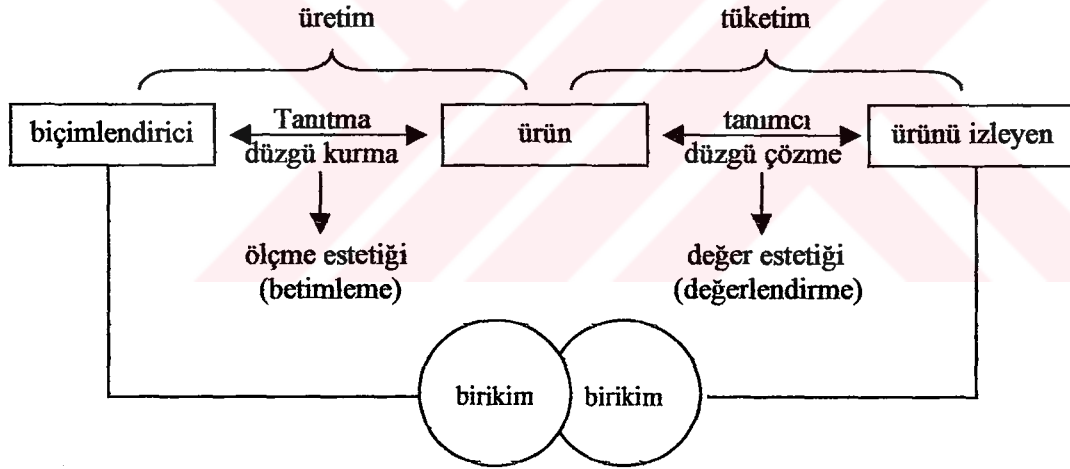 üretim
tüketim
biçimlendirici
Tanıtma
düzgü kurma
ürün
tanımcı
düzgü çözme
ürünü izleyen
ölçme estetiği
(betimleme)
değer estetiği
(değerlendirme)
birikim
birikim